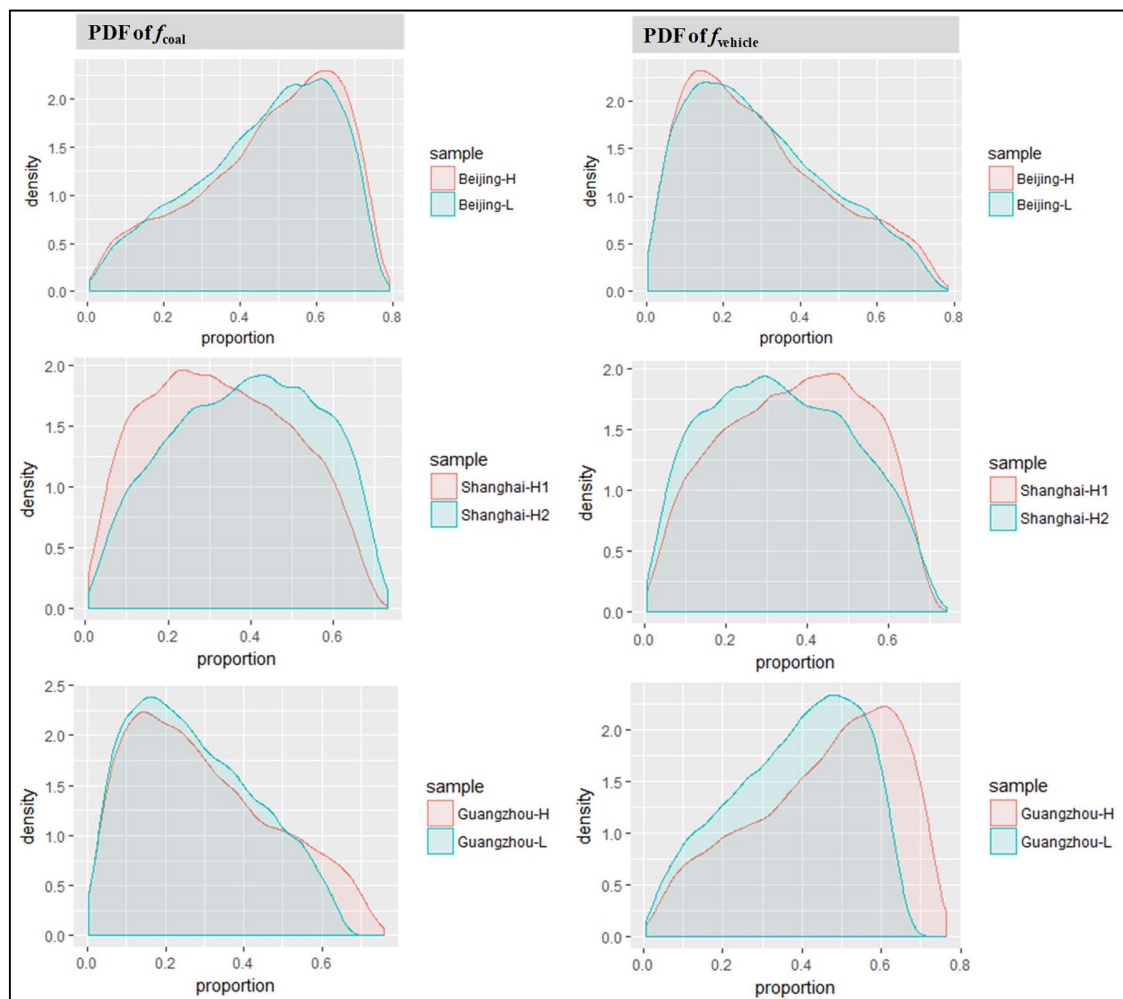 PDF of fcoal
PDF of fvehicle
2.0
1.5
1.0
0.5
0.0
density
0.0 0.2 0.4 0.6 0.8
proportion
sample
Beijing-H
Beijing-L
2.0
1.5
1.0
0.5
0.0
density
0.0 0.2 0.4 0.6 0.8
proportion
sample
Beijing-H
Beijing-L
2.0
1.5
1.0
0.5
0.0
density
0.0 0.2 0.4 0.6
proportion
sample
Shanghai-H1
Shanghai-H2
2.0
1.5
1.0
0.5
0.0
density
0.0 0.2 0.4 0.6
proportion
sample
Shanghai-H1
Shanghai-H2
2.5
2.0
1.5
1.0
0.5
0.0
density
0.0 0.2 0.4 0.6
proportion
sample
Guangzhou-H
Guangzhou-L
2.0
1.5
1.0
0.5
0.0
density
0.0 0.2 0.4 0.6 0.8
proportion
sample
Guangzhou-H
Guangzhou-L